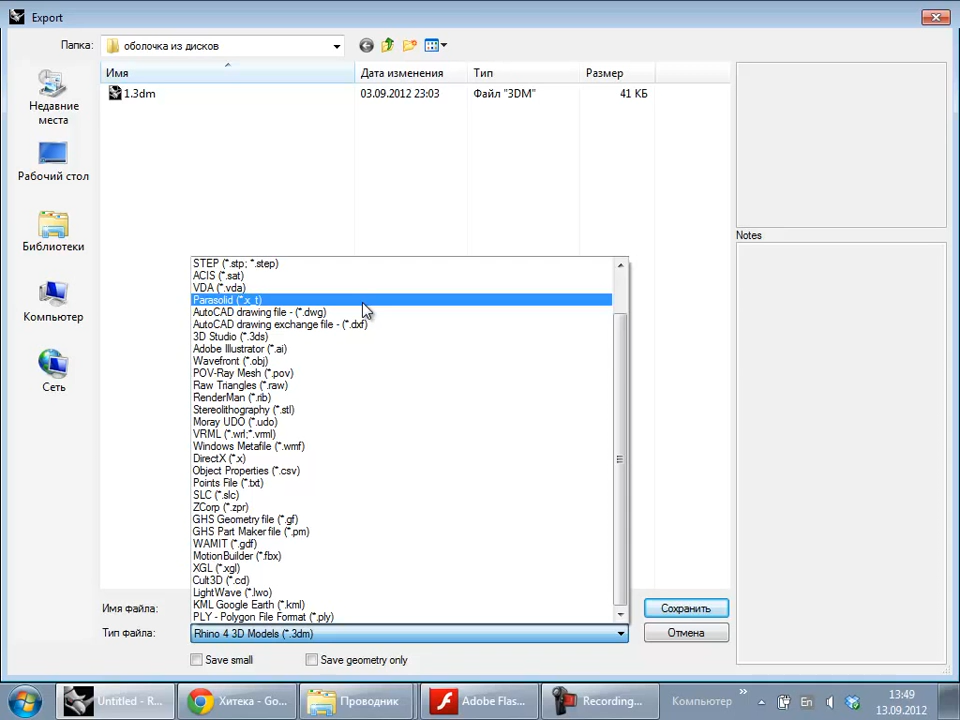 Export
Папка:
оболочка из дисков
Имя
Дата изменения
Тип
Размер
1.3dm
03.09.2012 23:03
Файл "3DM"
41 КБ
Недавние
места
Рабочий стол
Библиотеки
Компьютер
Сеть
Notes
STEP (*.stp; *.step)
ACIS (*.sat)
VDA (*.vda)
Parasolid (*.x_t)
AutoCAD drawing file - (*.dwg)
AutoCAD drawing exchange file - (*.dxf)
3D Studio (*.3ds)
Adobe Illustrator (*.ai)
Wavefront (*.obj)
POV-Ray Mesh (*.pov)
Raw Triangles (*.raw)
RenderMan (*.rib)
Stereolithography (*.stl)
Moray UDO (*.udo)
VRML (*.wrl;*.vrml)
Windows Metafile (*.wmf)
DirectX (*.x)
Object Properties (*.csv)
Points File (*.txt)
SLC (*.slc)
ZCorp (*.zpr)
GHS Geometry file (*.gf)
GHS Part Maker file (*.pm)
WAMIT (*.gdf)
MotionBuilder (*.fbx)
XGL (*.xgl)
Cult3D (*.cd)
LightWave (*.lwo)
KML Google Earth (*.kml)
PLY - Polygon File Format (*.ply)
Имя файла:
Сохранить
Тип файла:
Rhino 4 3D Models (*.3dm)
Отмена
Save small
Save geometry only
Untitled - R...
Хитека - Go...
Проводник
Adobe Flas...
Recording...
Компьютер
»
En
13:49
13.09.2012